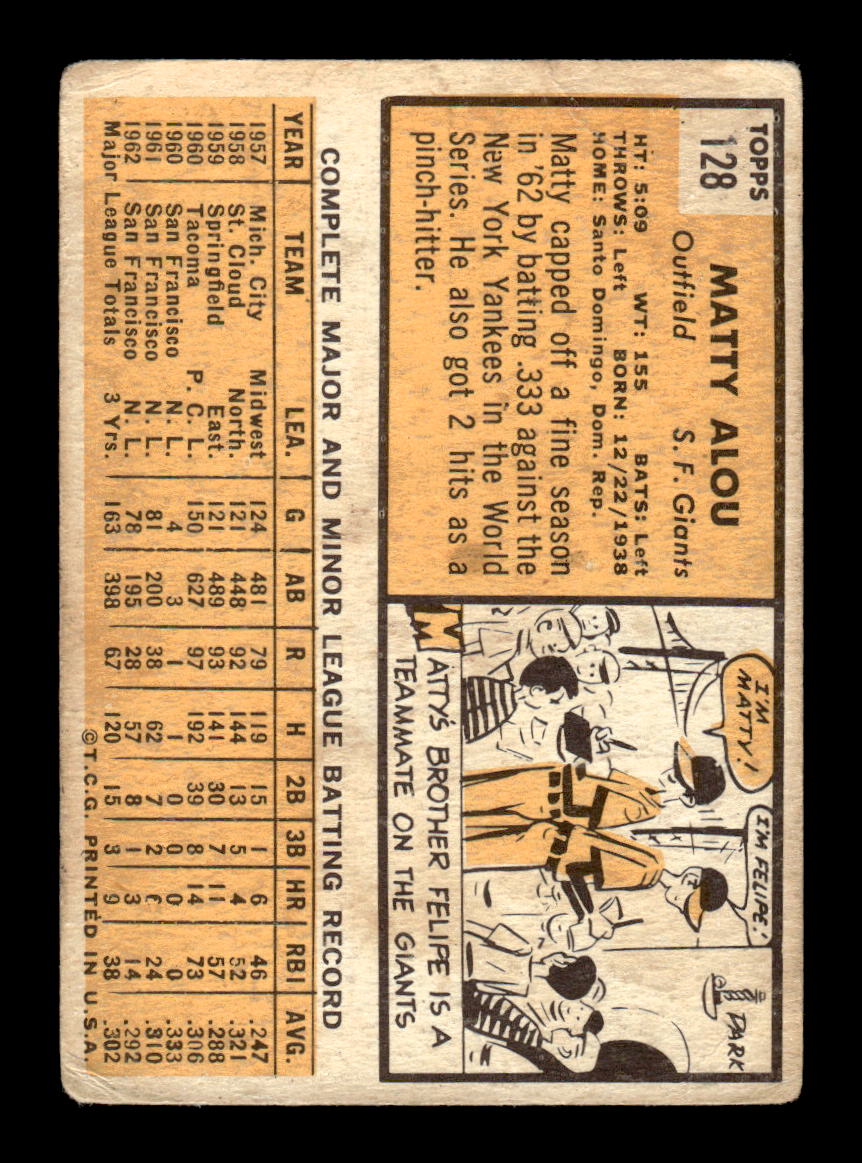 TOPPS
128
MATTY ALOU
Outfield S. F. Giants
HT: 5:09 WT: 155 BATS: Left
THROWS: Left BORN: 12/22/1938
HOME: Santo Domingo, Dom. Rep.
Matty capped off a fine season
in '62 by batting .333 against the
New York Yankees in the World
Series. He also got 2 hits as a
pinch-hitter.
I'M
MATTY!
I'M FELIPE!
PARK
MATTY'S BROTHER FELIPE IS A
TEAMMATE ON THE GIANTS
COMPLETE MAJOR AND MINOR LEAGUE BATTING RECORD
YEAR TEAM LEA. G AB R H 2B 3B HR RBI AVG.
1957 Mich. City Midwest 124 481 79 119 15 1 6 46 .247
1958 St. Cloud North. 121 448 92 144 13 5 4 52 .321
1959 Springfield East. 121 489 93 141 30 7 11 57 .288
1960 Tacoma P. C. L. 150 627 97 192 39 8 14 73 .306
1960 San Francisco N. L. 4 3 1 1 0 0 0 0 .333
1961 San Francisco N. L. 81 200 38 62 7 2 6 24 .310
1962 San Francisco N. L. 78 195 28 57 8 1 3 14 .292
Major League Totals 3 Yrs. 163 398 67 120 15 3 9 38 .302
©T.C.G. PRINTED IN U.S.A.